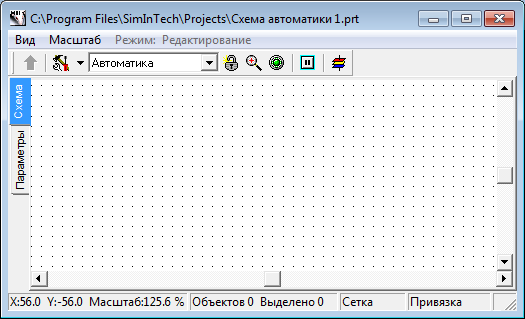 C:\Program Files\SimInTech\Projects\Схема автоматики 1.prt
Вид Масштаб Режим: Редактирование
Автоматика
Схема
Параметры
X:56.0 Y:-56.0 Масштаб:125.6 % Объектов 0 Выделено 0 Сетка Привязка